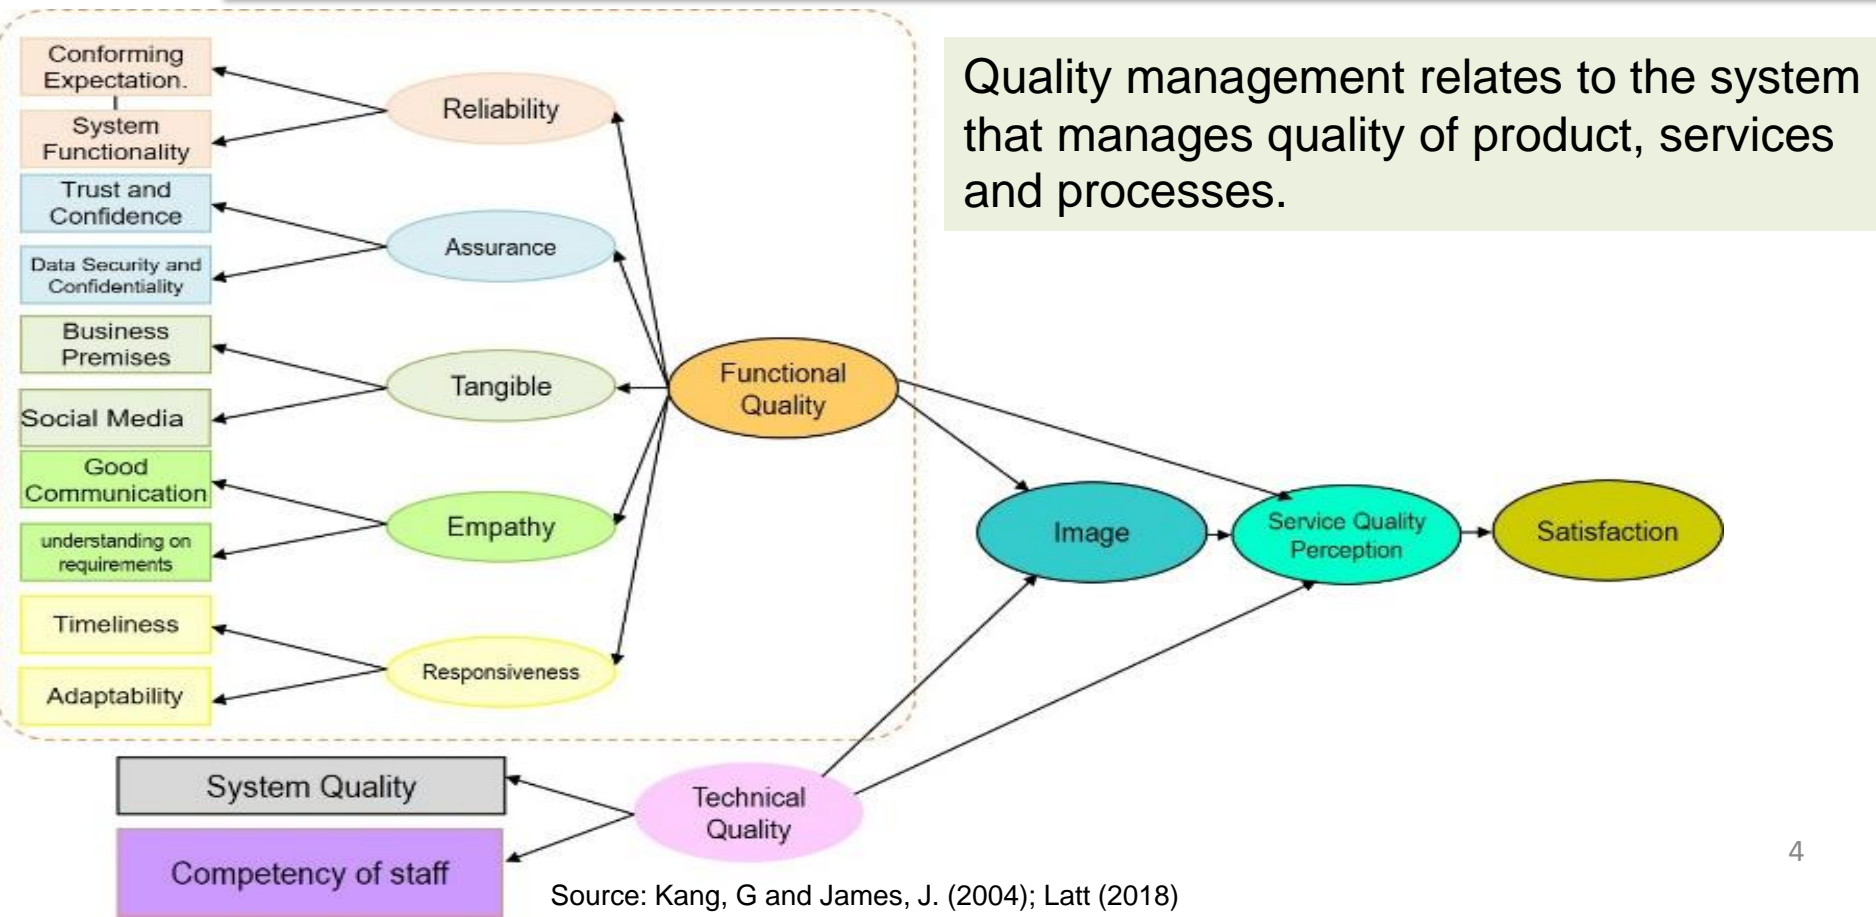 Conforming
Expectation.
System
Functionality
Trust and
Confidence
Data Security and
Confidentiality
Business
Premises
Social Media
Good
Communication
understanding on
requirements
Timeliness
Adaptability
Reliability
Assurance
Tangible
Empathy
Responsiveness
Functional
Quality
Quality management relates to the system
that manages quality of product, services
and processes.
Image
Service Quality
Perception
Satisfaction
System Quality
Competency of staff
Technical
Quality
Source: Kang, G and James, J. (2004); Latt (2018)
4